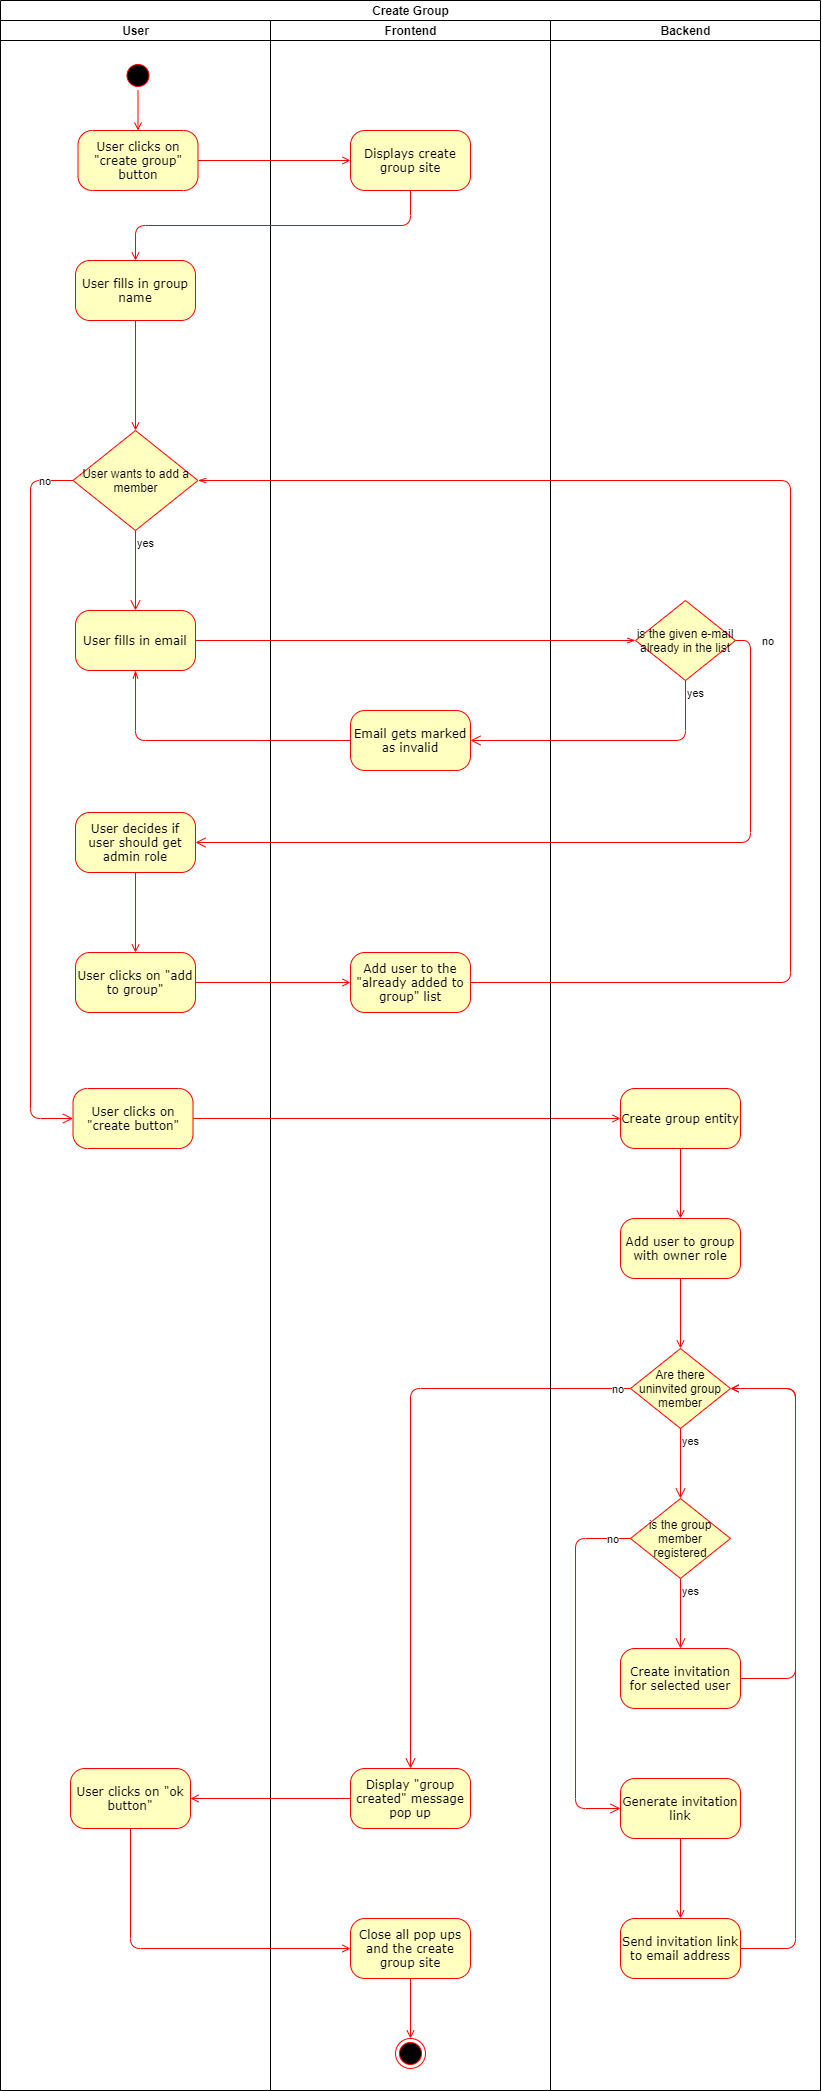 Create Group
User
Frontend
Backend
User clicks on
"create group"
button
Displays create
group site
User fills in group
name
User wants to add a
member
no
yes
User fills in email
is the given e-mail
already in the list
no
yes
Email gets marked
as invalid
User decides if
user should get
admin role
User clicks on "add
to group"
Add user to the
"already added to
group" list
User clicks on
"create button"
Create group entity
Add user to group
with owner role
Are there
uninvited group
member
no
yes
is the group
member
registered
no
yes
Create invitation
for selected user
User clicks on "ok
button"
Display "group
created" message
pop up
Generate invitation
link
Close all pop ups
and the create
group site
Send invitation link
to email address